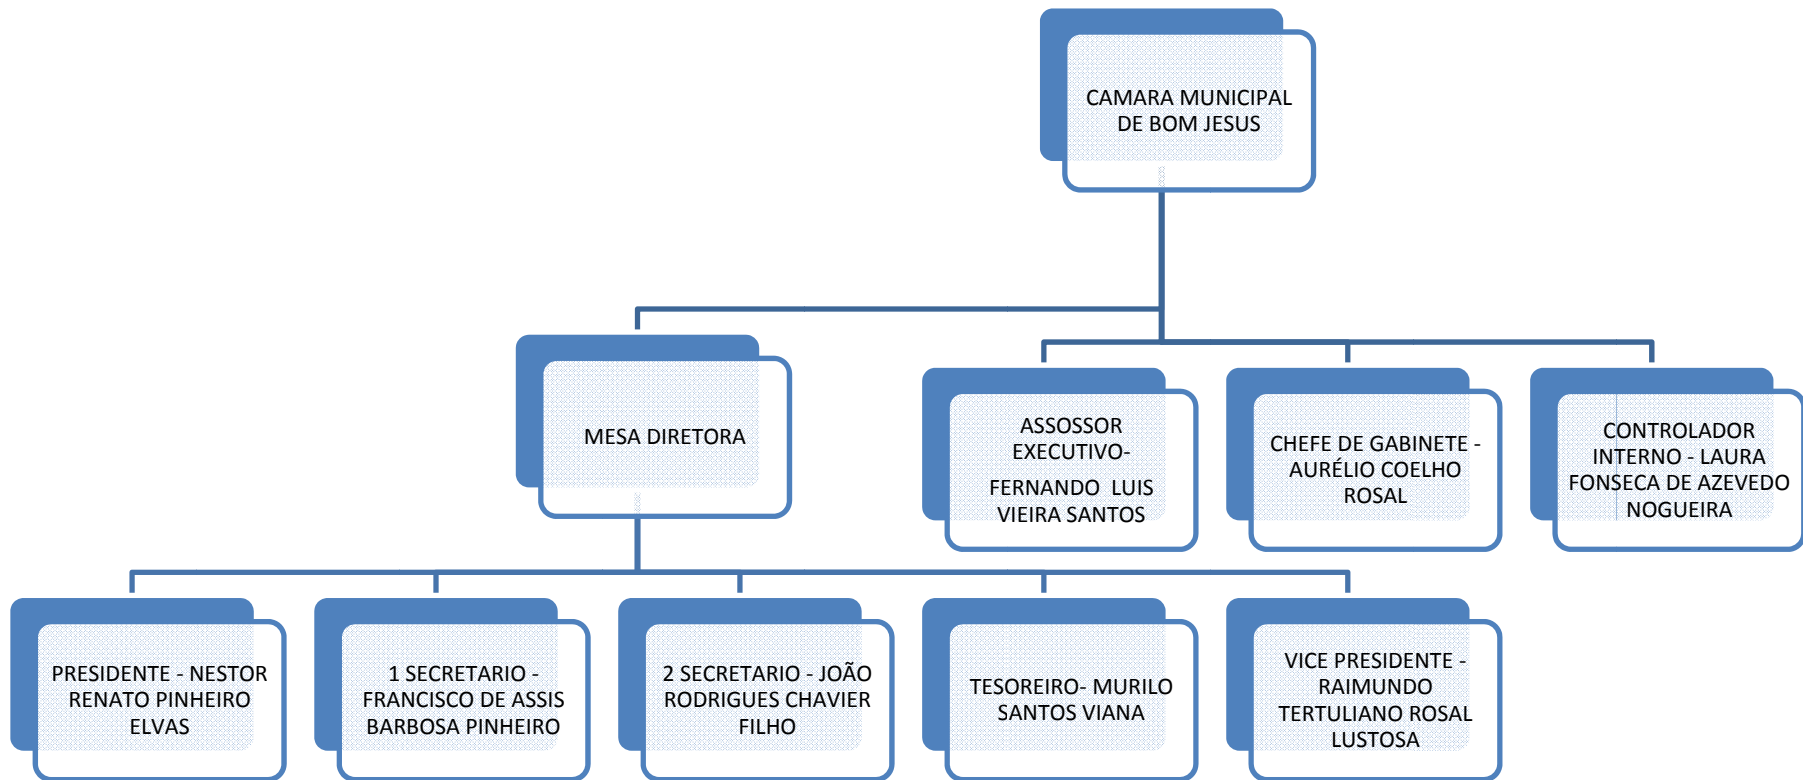 CAMARA MUNICIPAL
DE BOM JESUS
MESA DIRETORA
ASSOSSOR
EXECUTIVO-
FERNANDO LUIS
VIEIRA SANTOS
CHEFE DE GABINETE -
AURÉLIO COELHO
ROSAL
CONTROLADOR
INTERNO - LAURA
FONSECA DE AZEVEDO
NOGUEIRA
PRESIDENTE - NESTOR
RENATO PINHEIRO
ELVAS
1 SECRETARIO -
FRANCISCO DE ASSIS
BARBOSA PINHEIRO
2 SECRETARIO - JOÃO
RODRIGUES CHAVIER
FILHO
TESOREIRO- MURILO
SANTOS VIANA
VICE PRESIDENTE -
RAIMUNDO
TERTULIANO ROSAL
LUSTOSA